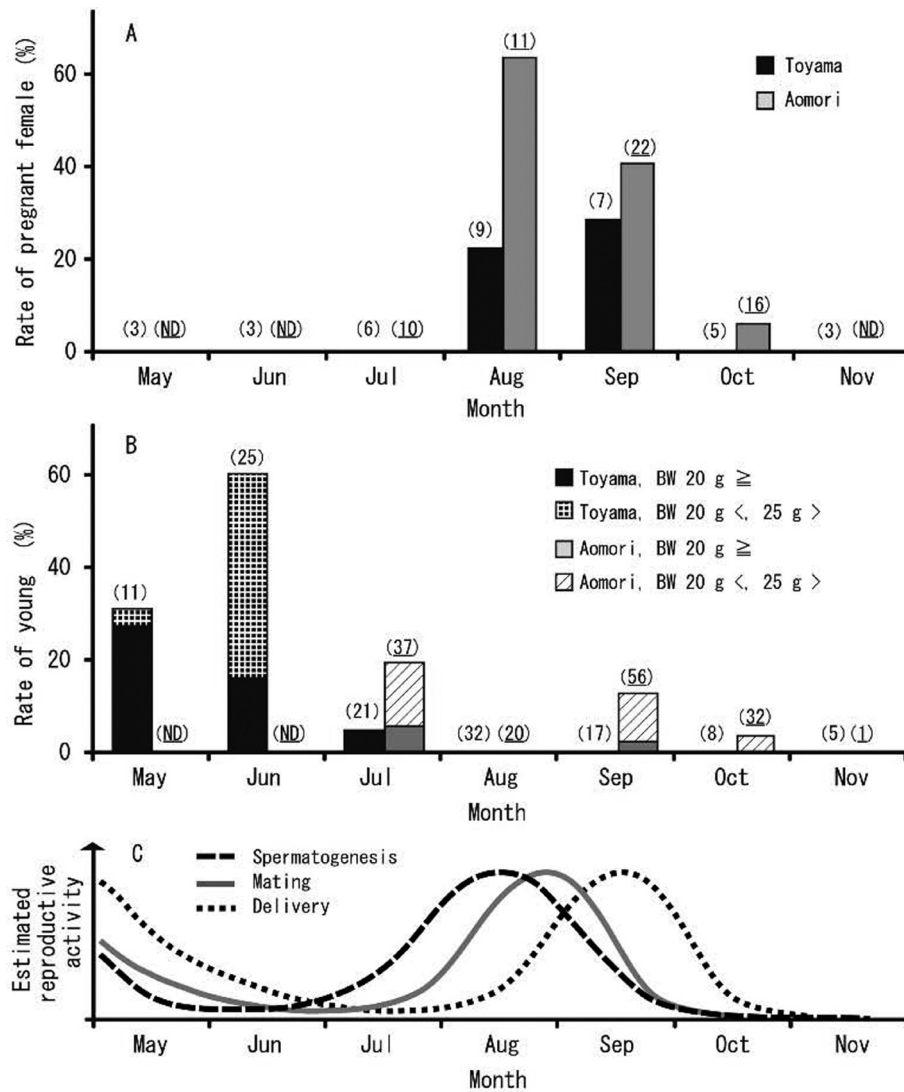 A
Rate of pregnant female (%)
60
40
20
0
(3) (ND) (3) (ND) (6) (10) (9) (11) (7) (22) (5) (16) (3) (ND)
Toyama
Aomori
May Jun Jul Aug Sep Oct Nov
Month
B
Rate of young (%)
60
40
20
0
(11) (ND) (25) (ND) (21) (37) (32) (20) (17) (56) (8) (32) (5) (1)
Toyama, BW 20 g ≧
Toyama, BW 20 g <, 25 g >
Aomori, BW 20 g ≧
Aomori, BW 20 g <, 25 g >
May Jun Jul Aug Sep Oct Nov
Month
C
Estimated
reproductive
activity
Spermatogenesis
Mating
Delivery
May Jun Jul Aug Sep Oct Nov
Month